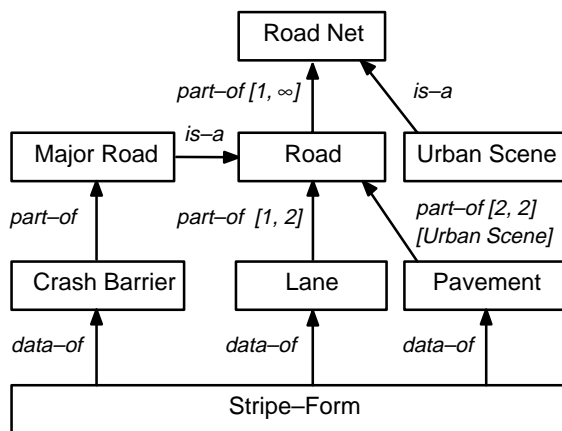 Road Net
part–of [1, ∞]
is–a
is–a
Major Road
Road
Urban Scene
part–of
part–of [1, 2]
part–of [2, 2]
[Urban Scene]
Crash Barrier
Lane
Pavement
data–of
data–of
data–of
Stripe–Form